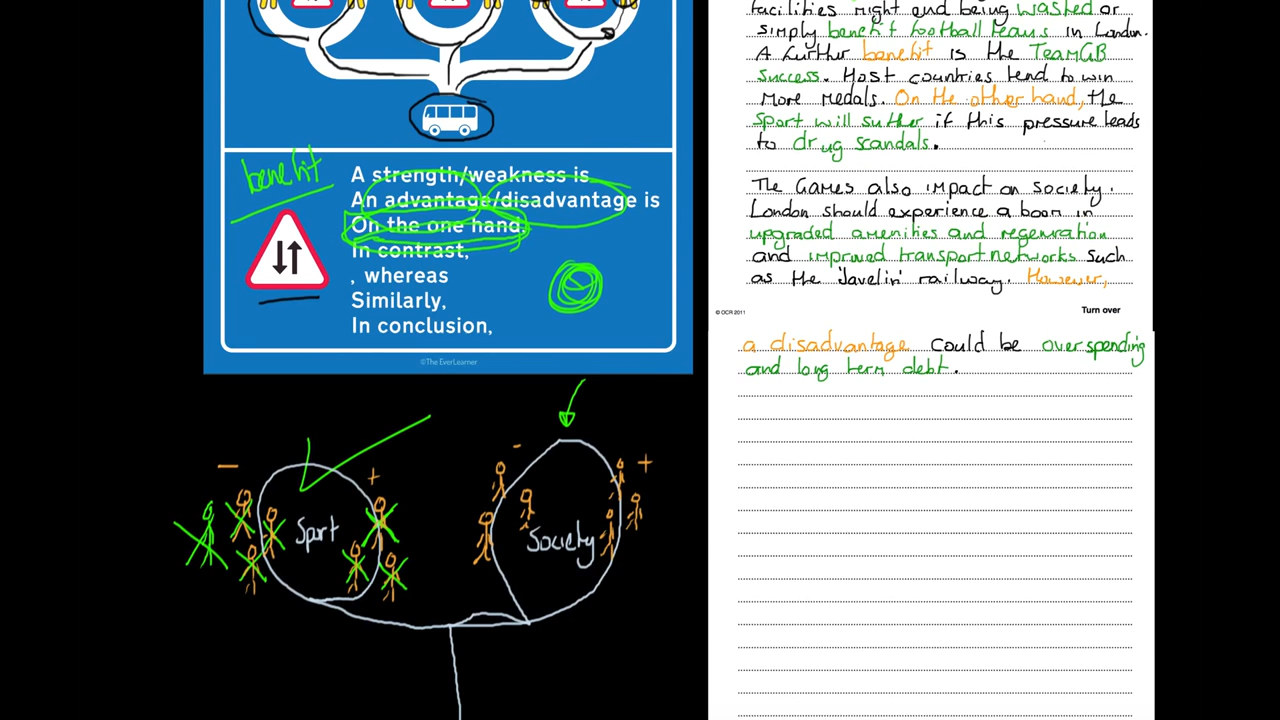 benefit
A strength/weakness is
An advantage/disadvantage is
On the one hand,
In contrast,
, whereas
Similarly,
In conclusion,
©The EverLearner
Sport
Society
facilities might end being wasted or
simply benefit football teams in London.
A further benefit is the TeamGB
success. Host countries tend to win
more medals. On the other hand, the
sport will suffer if this pressure leads
to drug scandals.
The Games also impact on society.
London should experience a boom in
upgraded amenities and regenration
and improved transport networks such
as the 'Javelin' railway. However,
© OCR 2011
Turn over
a disadvantage could be overspending
and long term debt.